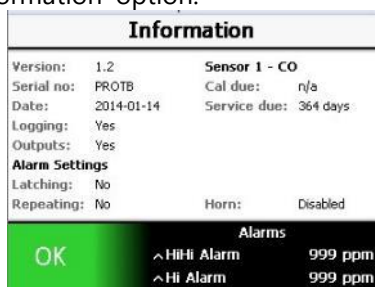 formation option.
Information
Version: 1.2 Sensor 1 - CO
Serial no: PROTB Cal due: n/a
Date: 2014-01-14 Service due: 364 days
Logging: Yes
Outputs: Yes
Alarm Settings
Latching: No
Repeating: No Horn: Disabled
Alarms
OK ^HiHi Alarm 999 ppm
^Hi Alarm 999 ppm